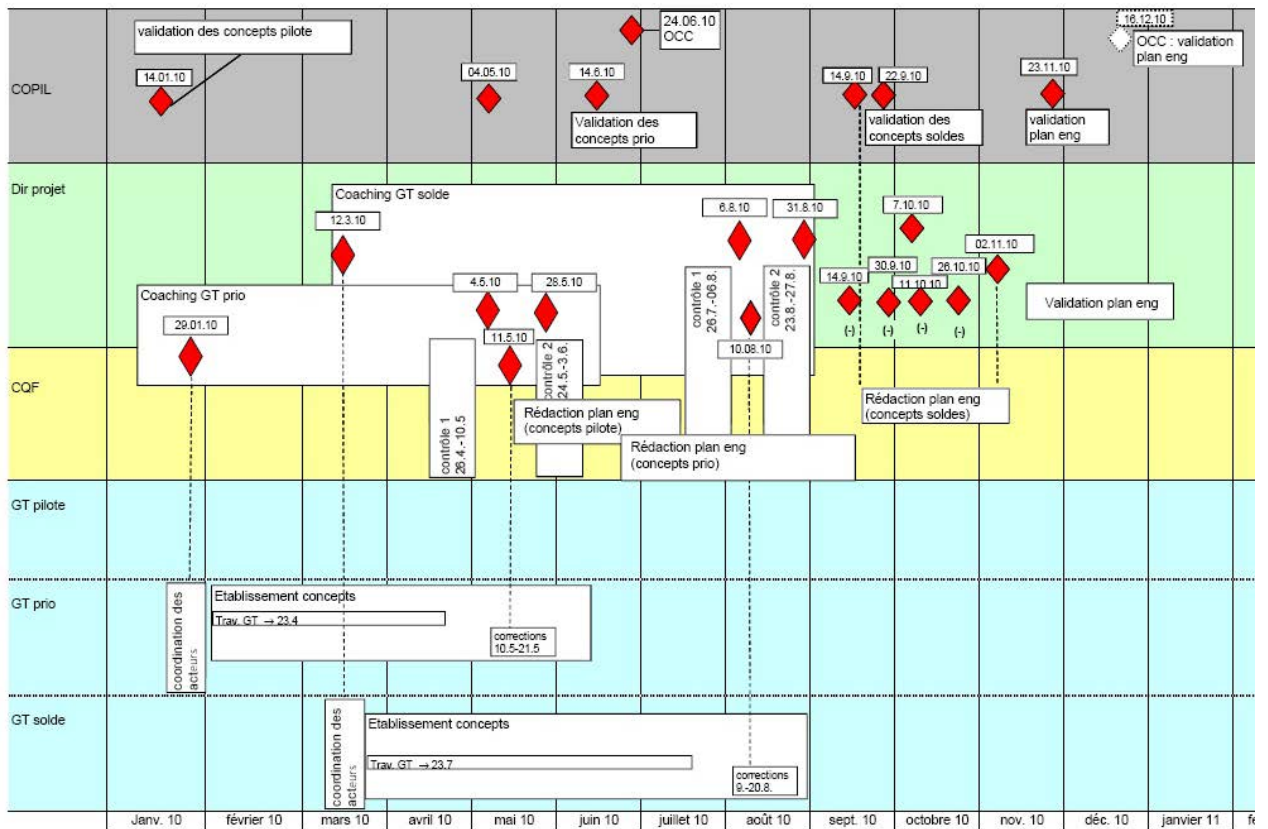 validation des concepts pilote
24.06.10
OCC
16.12.10
OCC : validation
plan eng
COPIL
14.01.10
04.05.10
14.6.10
14.9.10
22.9.10
23.11.10
Validation des
concepts prio
validation des
concepts soldes
validation
plan eng
Dir projet
Coaching GT solde
12.3.10
6.8.10
31.8.10
7.10.10
02.11.10
Coaching GT prio
4.5.10
28.5.10
14.9.10
30.9.10
11.10.10
26.10.10
29.01.10
11.5.10
contrôle 1
26.7.-06.8.
contrôle 2
23.8.-27.8.
10.08.10
(-)
(-)
(-)
(-)
Validation plan eng
CQF
contrôle 1
26.4.-10.5
contrôle 2
24.5.-3.6.
Rédaction plan eng
(concepts pilote)
Rédaction plan eng
(concepts prio)
Rédaction plan eng
(concepts soldes)
GT pilote
GT prio
coordination des
acteurs
Etablissement concepts
Trav. GT → 23.4
corrections
10.5-21.5
GT solde
coordination des
acteurs
Etablissement concepts
Trav. GT → 23.7
corrections
9.-20.8.
Janv. 10
février 10
mars 10
avril 10
mai 10
juin 10
juillet 10
août 10
sept. 10
octobre 10
nov. 10
déc. 10
janvier 11